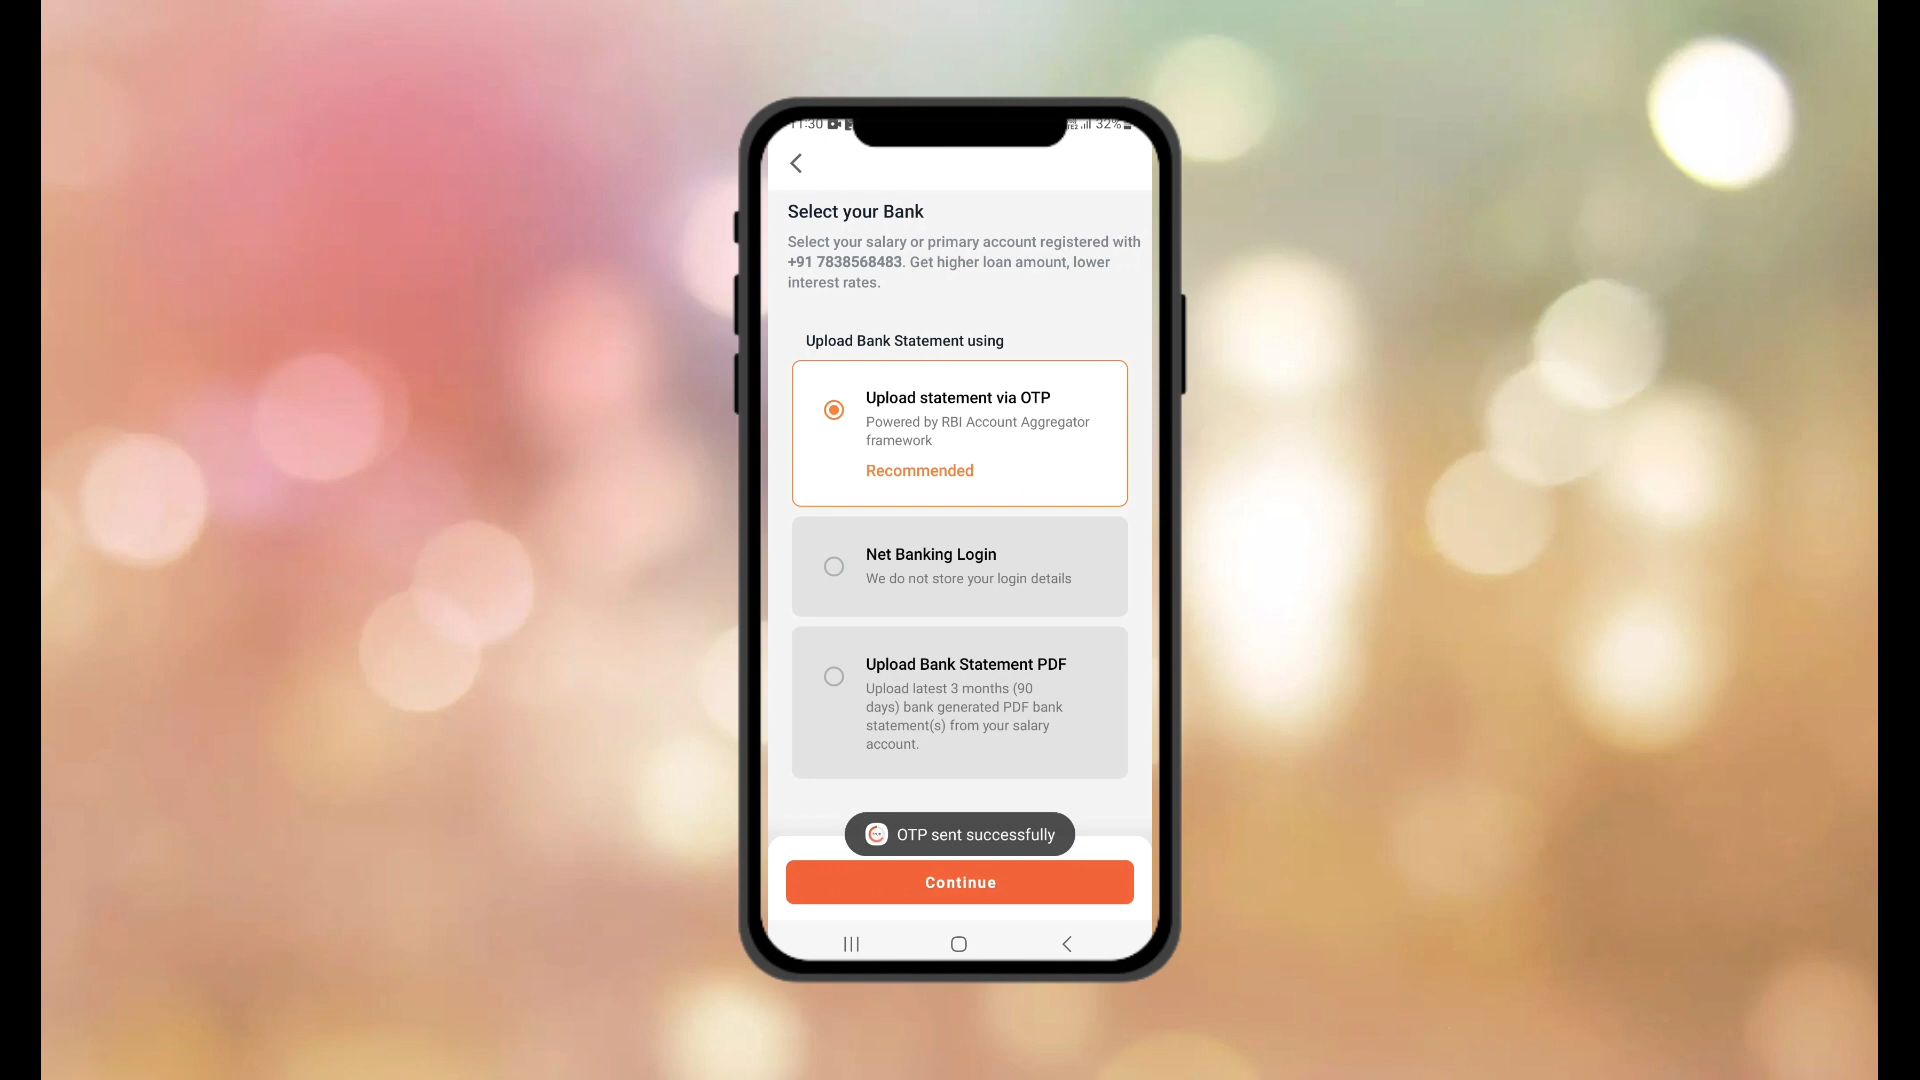 11:30 32%
Select your Bank
Select your salary or primary account registered with
+91 7838568483. Get higher loan amount, lower
interest rates.
Upload Bank Statement using
Upload statement via OTP
Powered by RBI Account Aggregator
framework
Recommended
Net Banking Login
We do not store your login details
Upload Bank Statement PDF
Upload latest 3 months (90
days) bank generated PDF bank
statement(s) from your salary
account.
OTP sent successfully
Continue